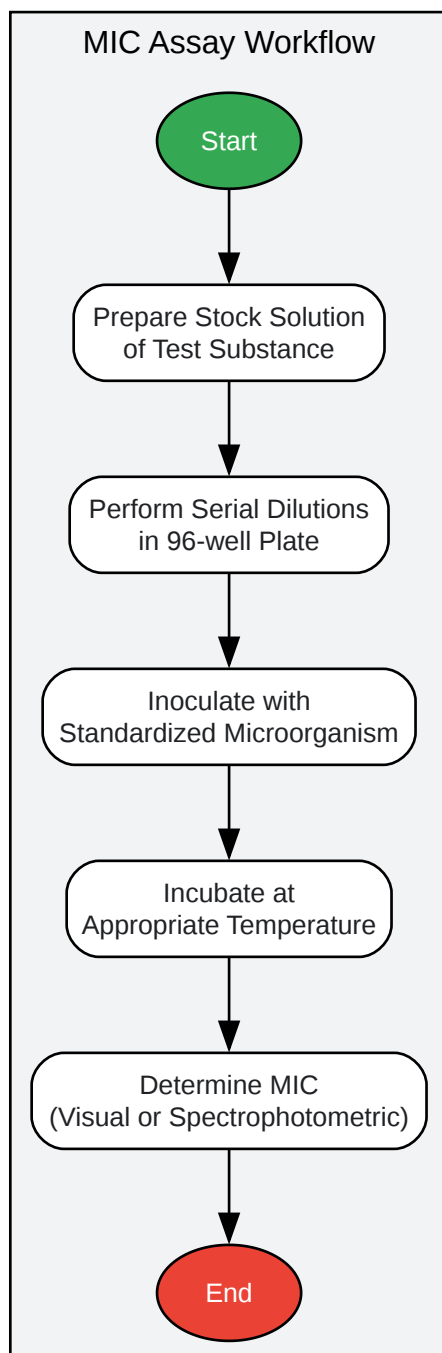 MIC Assay Workflow
Start
Prepare Stock Solution
of Test Substance
Perform Serial Dilutions
in 96-well Plate
Inoculate with
Standardized Microorganism
Incubate at
Appropriate Temperature
Determine MIC
(Visual or Spectrophotometric)
End